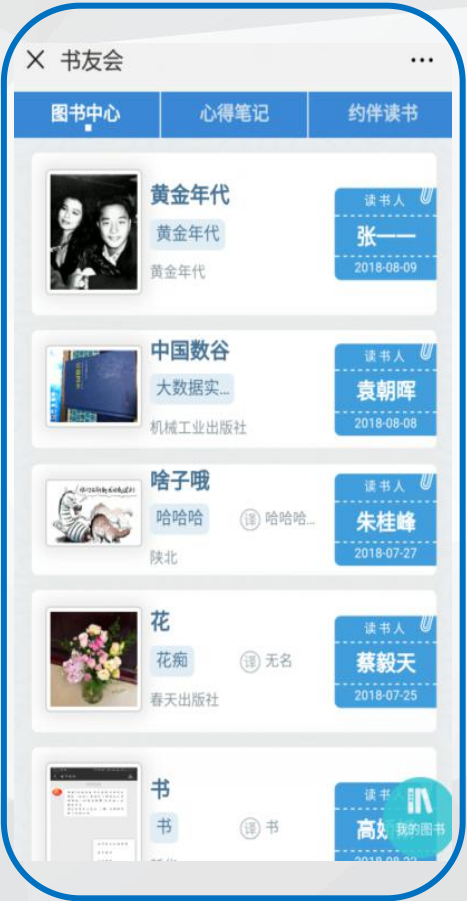 书友会
图书中心
心得笔记
约伴读书
黄金年代
黄金年代
黄金年代
读书人
张一一
2018-08-09
中国数谷
大数据实...
机械工业出版社
读书人
袁朝晖
2018-08-08
啥子哦
哈哈哈
译 哈哈哈...
陕北
读书人
朱桂峰
2018-07-27
花
花痴
译 无名
春天出版社
读书人
蔡毅天
2018-07-25
书
书
译 书
读书
我的图书